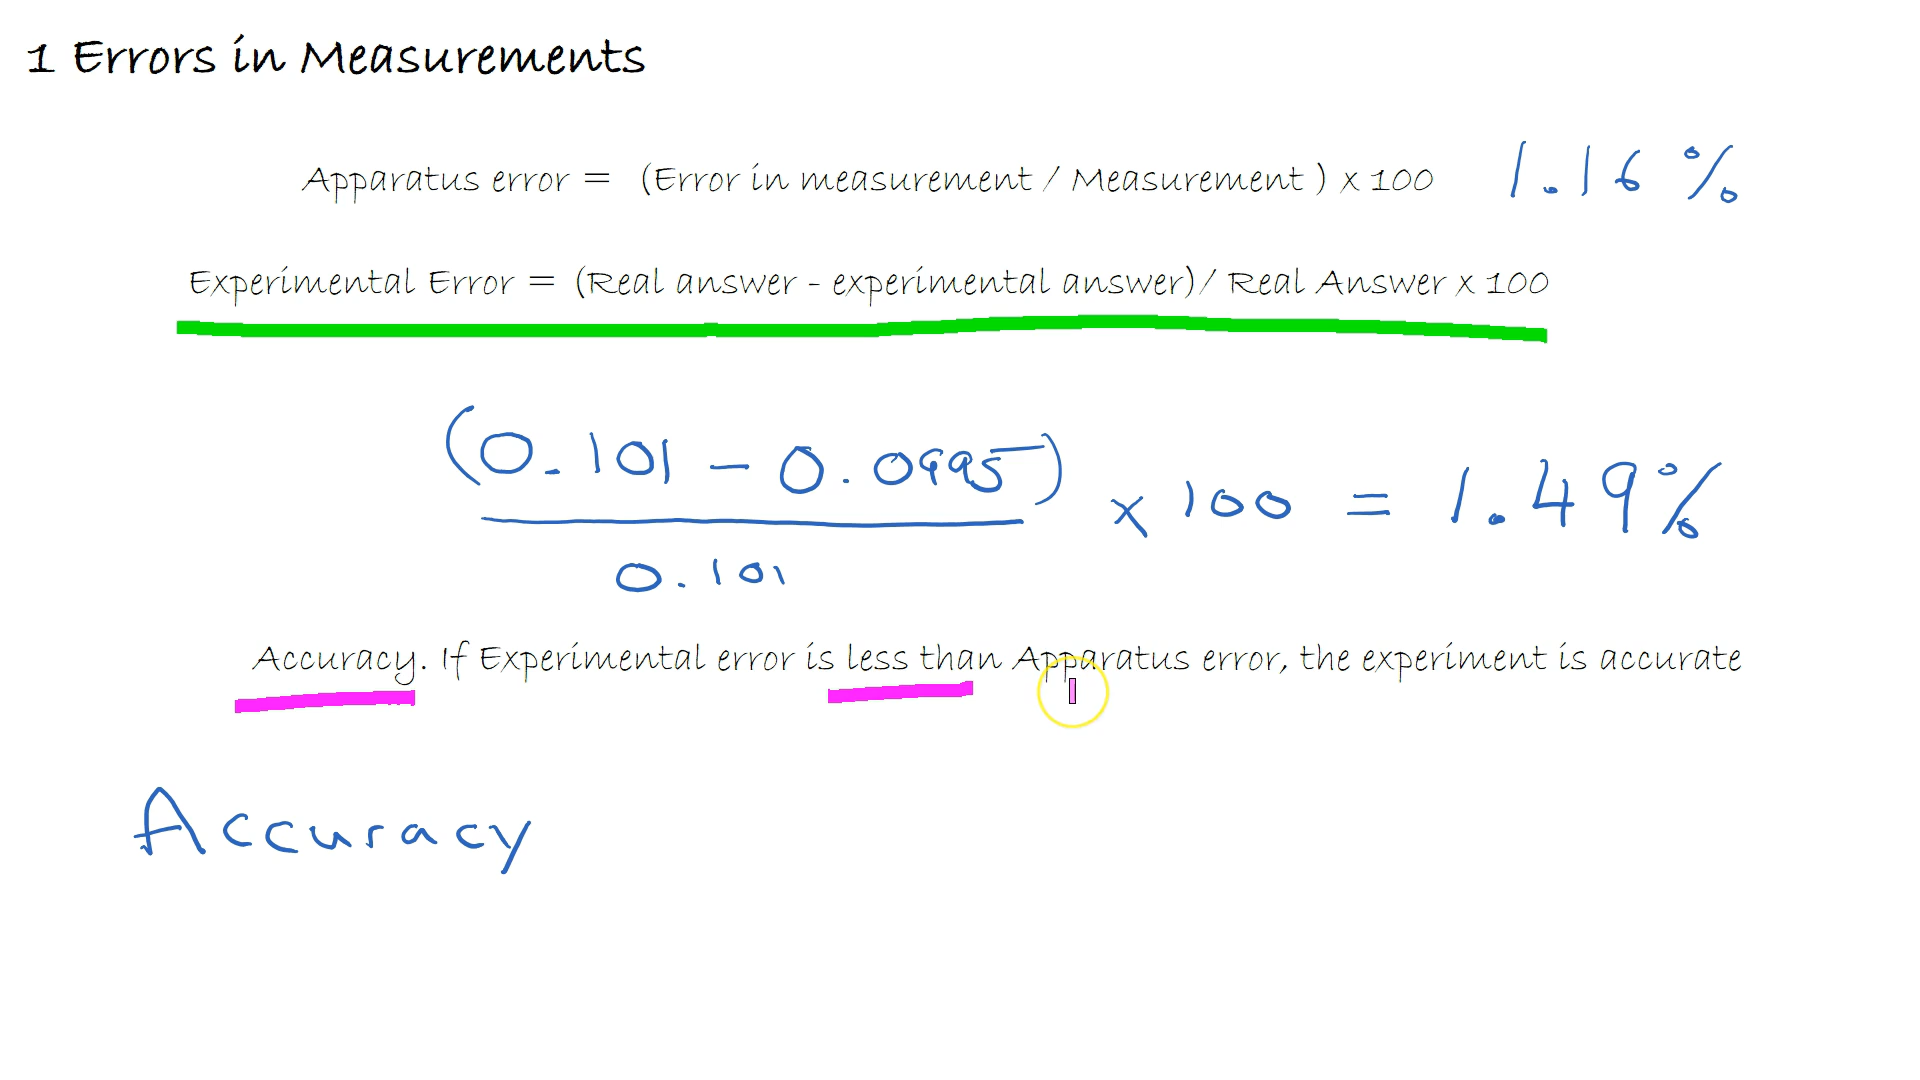 1 Errors in Measurements
Apparatus error = (Error in measurement / Measurement ) x 100 1.16 %
Experimental Error = (Real answer - experimental answer)/ Real Answer x 100
(0.101 - 0.0995)
x 100 = 1.49%
0.101
Accuracy. If Experimental error is less than Apparatus error, the experiment is accurate
Accuracy